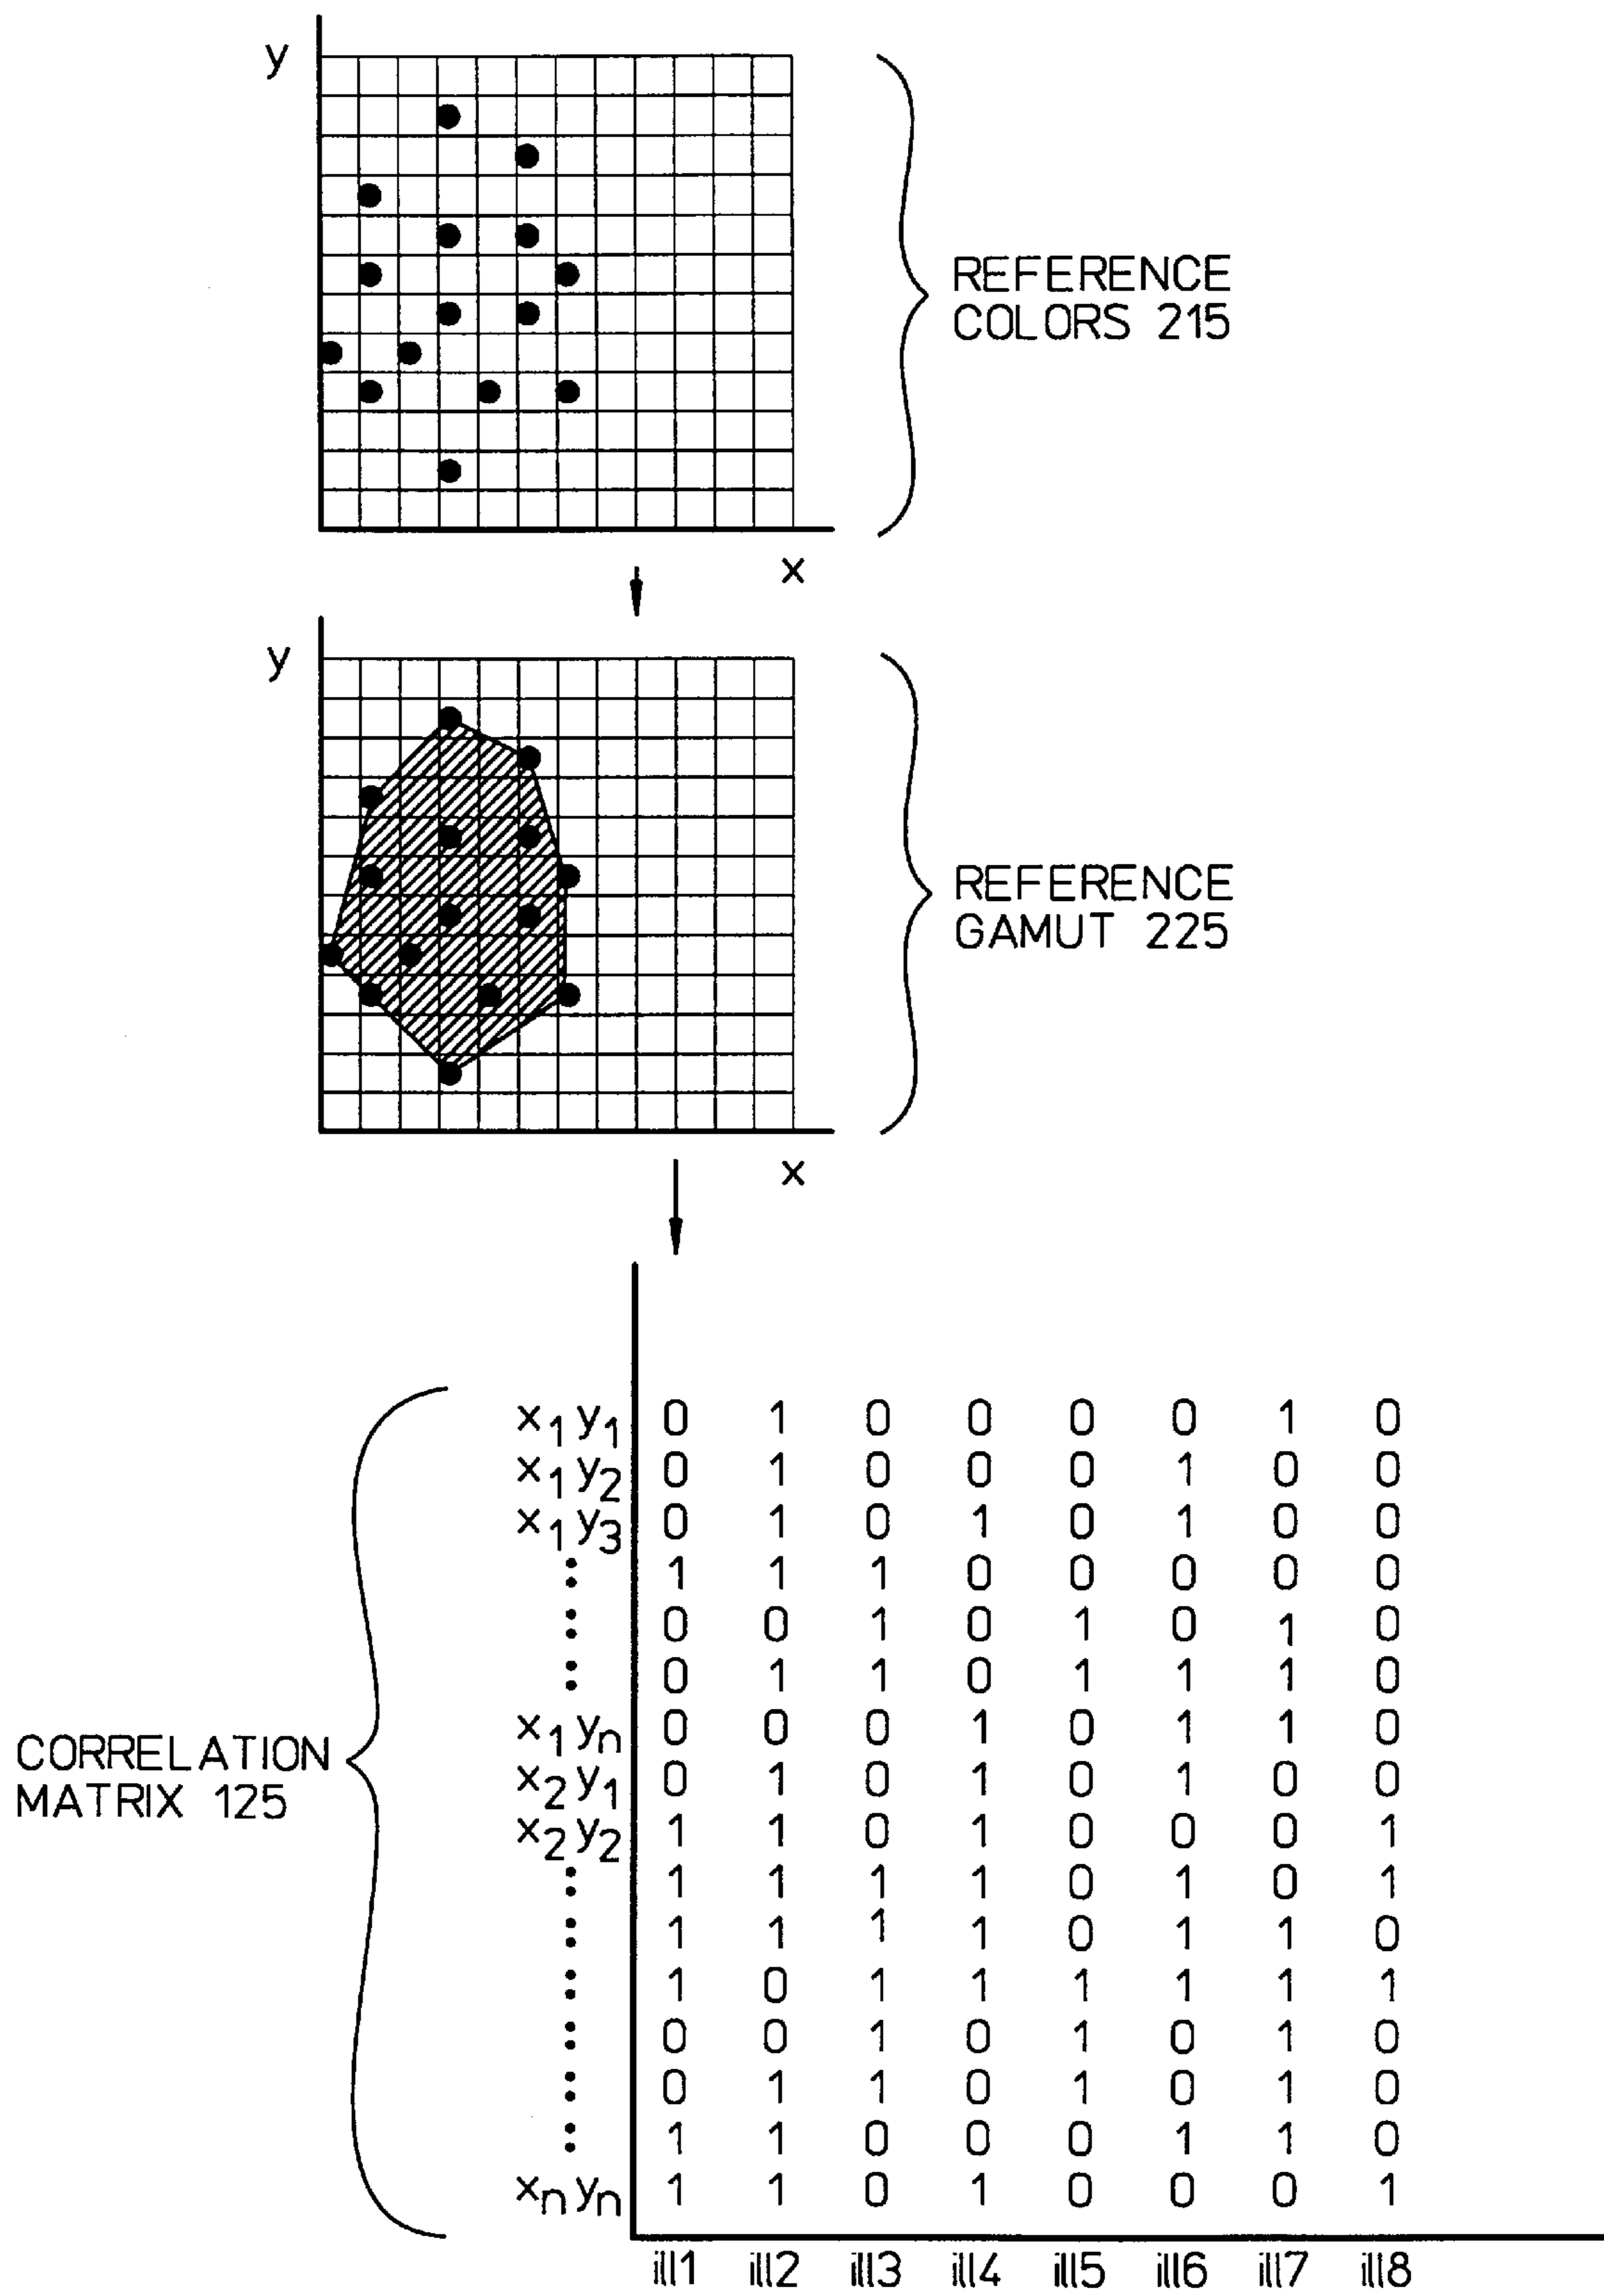 y
REFERENCE
COLORS 215
x
y
REFERENCE
GAMUT 225
x
CORRELATION
MATRIX 125
x₁y₁ 0 1 0 0 0 0 1 0
x₁y₂ 0 1 0 0 0 1 0 0
x₁y₃ 0 1 0 1 0 1 0 0
: 1 1 1 0 0 0 0 0
: 0 0 1 0 1 0 1 0
: 0 1 1 0 1 1 1 0
x₁yₙ 0 0 0 1 0 1 1 0
x₂y₁ 0 1 0 1 0 1 0 0
x₂y₂ 1 1 0 1 0 0 0 1
: 1 1 1 1 0 1 0 1
: 1 1 1 1 0 1 1 0
: 1 0 1 1 1 1 1 1
: 0 0 1 0 1 0 1 0
: 0 1 1 0 1 0 1 0
: 1 1 0 0 0 1 1 0
xₙyₙ 1 1 0 1 0 0 0 1
ill1 ill2 ill3 ill4 ill5 ill6 ill7 ill8